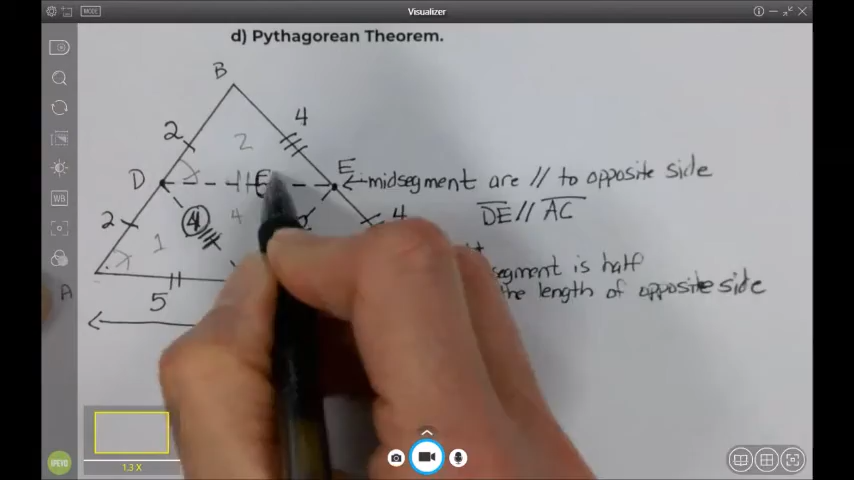 MODE
Visualizer
d) Pythagorean Theorem.
B
2
4
2
D
E
midsegment are // to opposite side
4
4
4
DE // AC
2
1
segment is half
the length of opposite side
A
5
WB
1.3 X
IPEVO